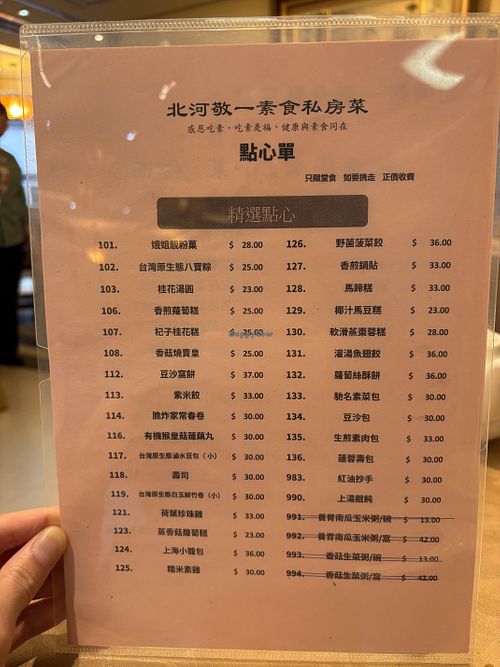 北河敬一素食私房菜
感恩吃素，吃素是福，健康與素食同在
點心單
只限堂食 如要携走 正價收費
精選點心
101. 娥姐靚粉菓 $ 28.00
102. 台灣原生態八寶粽 $ 25.00
103. 桂花湯圓 $ 23.00
106. 香煎蘿蔔糕 $ 25.00
107. 杞子桂花糕 $ 25.00
108. 香菇燒賣皇 $ 25.00
112. 豆沙窩餅 $ 37.00
113. 紫米餃 $ 33.00
114. 脆炸家常春卷 $ 30.00
116. 有機猴皇菇蓮藕丸 $ 30.00
117. 台灣原生態滷水豆包（小） $ 30.00
118. 壽司 $ 30.00
119. 台灣原生態白玉鮮竹卷（小） $ 30.00
121. 荷葉珍珠雞 $ 33.00
123. 蒸香菇蘿蔔糕 $ 23.00
124. 上海小籠包 $ 36.00
125. 糯米素雞 $ 30.00
126. 野菌菠菜餃 $ 36.00
127. 香煎鍋貼 $ 33.00
128. 馬蹄糕 $ 33.00
129. 椰汁馬豆糕 $ 23.00
130. 軟滑蒸棗蓉糕 $ 28.00
131. 灌湯魚翅餃 $ 36.00
132. 蘿蔔絲酥餅 $ 36.00
133. 馳名素菜包 $ 30.00
134. 豆沙包 $ 30.00
135. 生煎素肉包 $ 33.00
136. 蓮蓉壽包 $ 30.00
983. 紅油抄手 $ 30.00
990. 上湯餛飩 $ 30.00
991. 養胃南瓜玉米粥/碗 $ 13.00
992. 養胃南瓜玉米粥/窩 $ 42.00
993. 香菇生菜粥/碗 $ 13.00
994. 香菇生菜粥/窩 $ 42.00
HappyCow